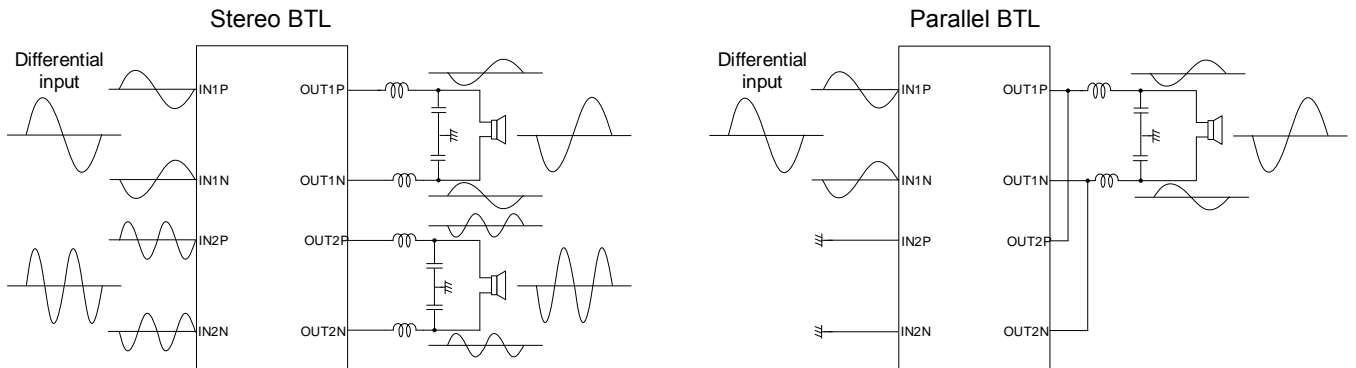 Stereo BTL
Differential
input
IN1P
OUT1P
IN1N
OUT1N
IN2P
OUT2P
IN2N
OUT2N
Parallel BTL
Differential
input
IN1P
OUT1P
IN1N
OUT1N
IN2P
OUT2P
IN2N
OUT2N